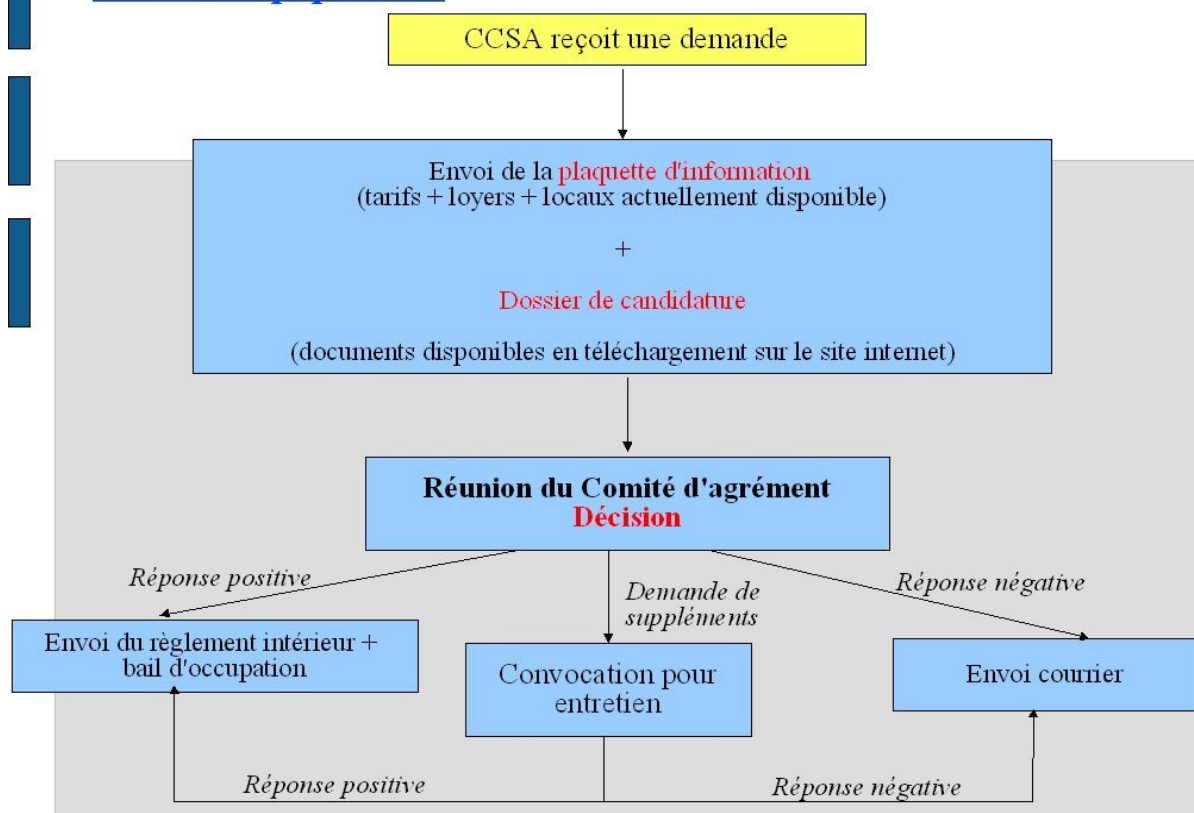 CCSA reçoit une demande
Envoi de la plaquette d'information
(tarifs + loyers + locaux actuellement disponible)
+
Dossier de candidature
(documents disponibles en téléchargement sur le site internet)
Réunion du Comité d'agrément
Décision
Réponse positive
Demande de
suppléments
Réponse négative
Envoi du règlement intérieur +
bail d'occupation
Convocation pour
entretien
Envoi courrier
Réponse positive
Réponse négative